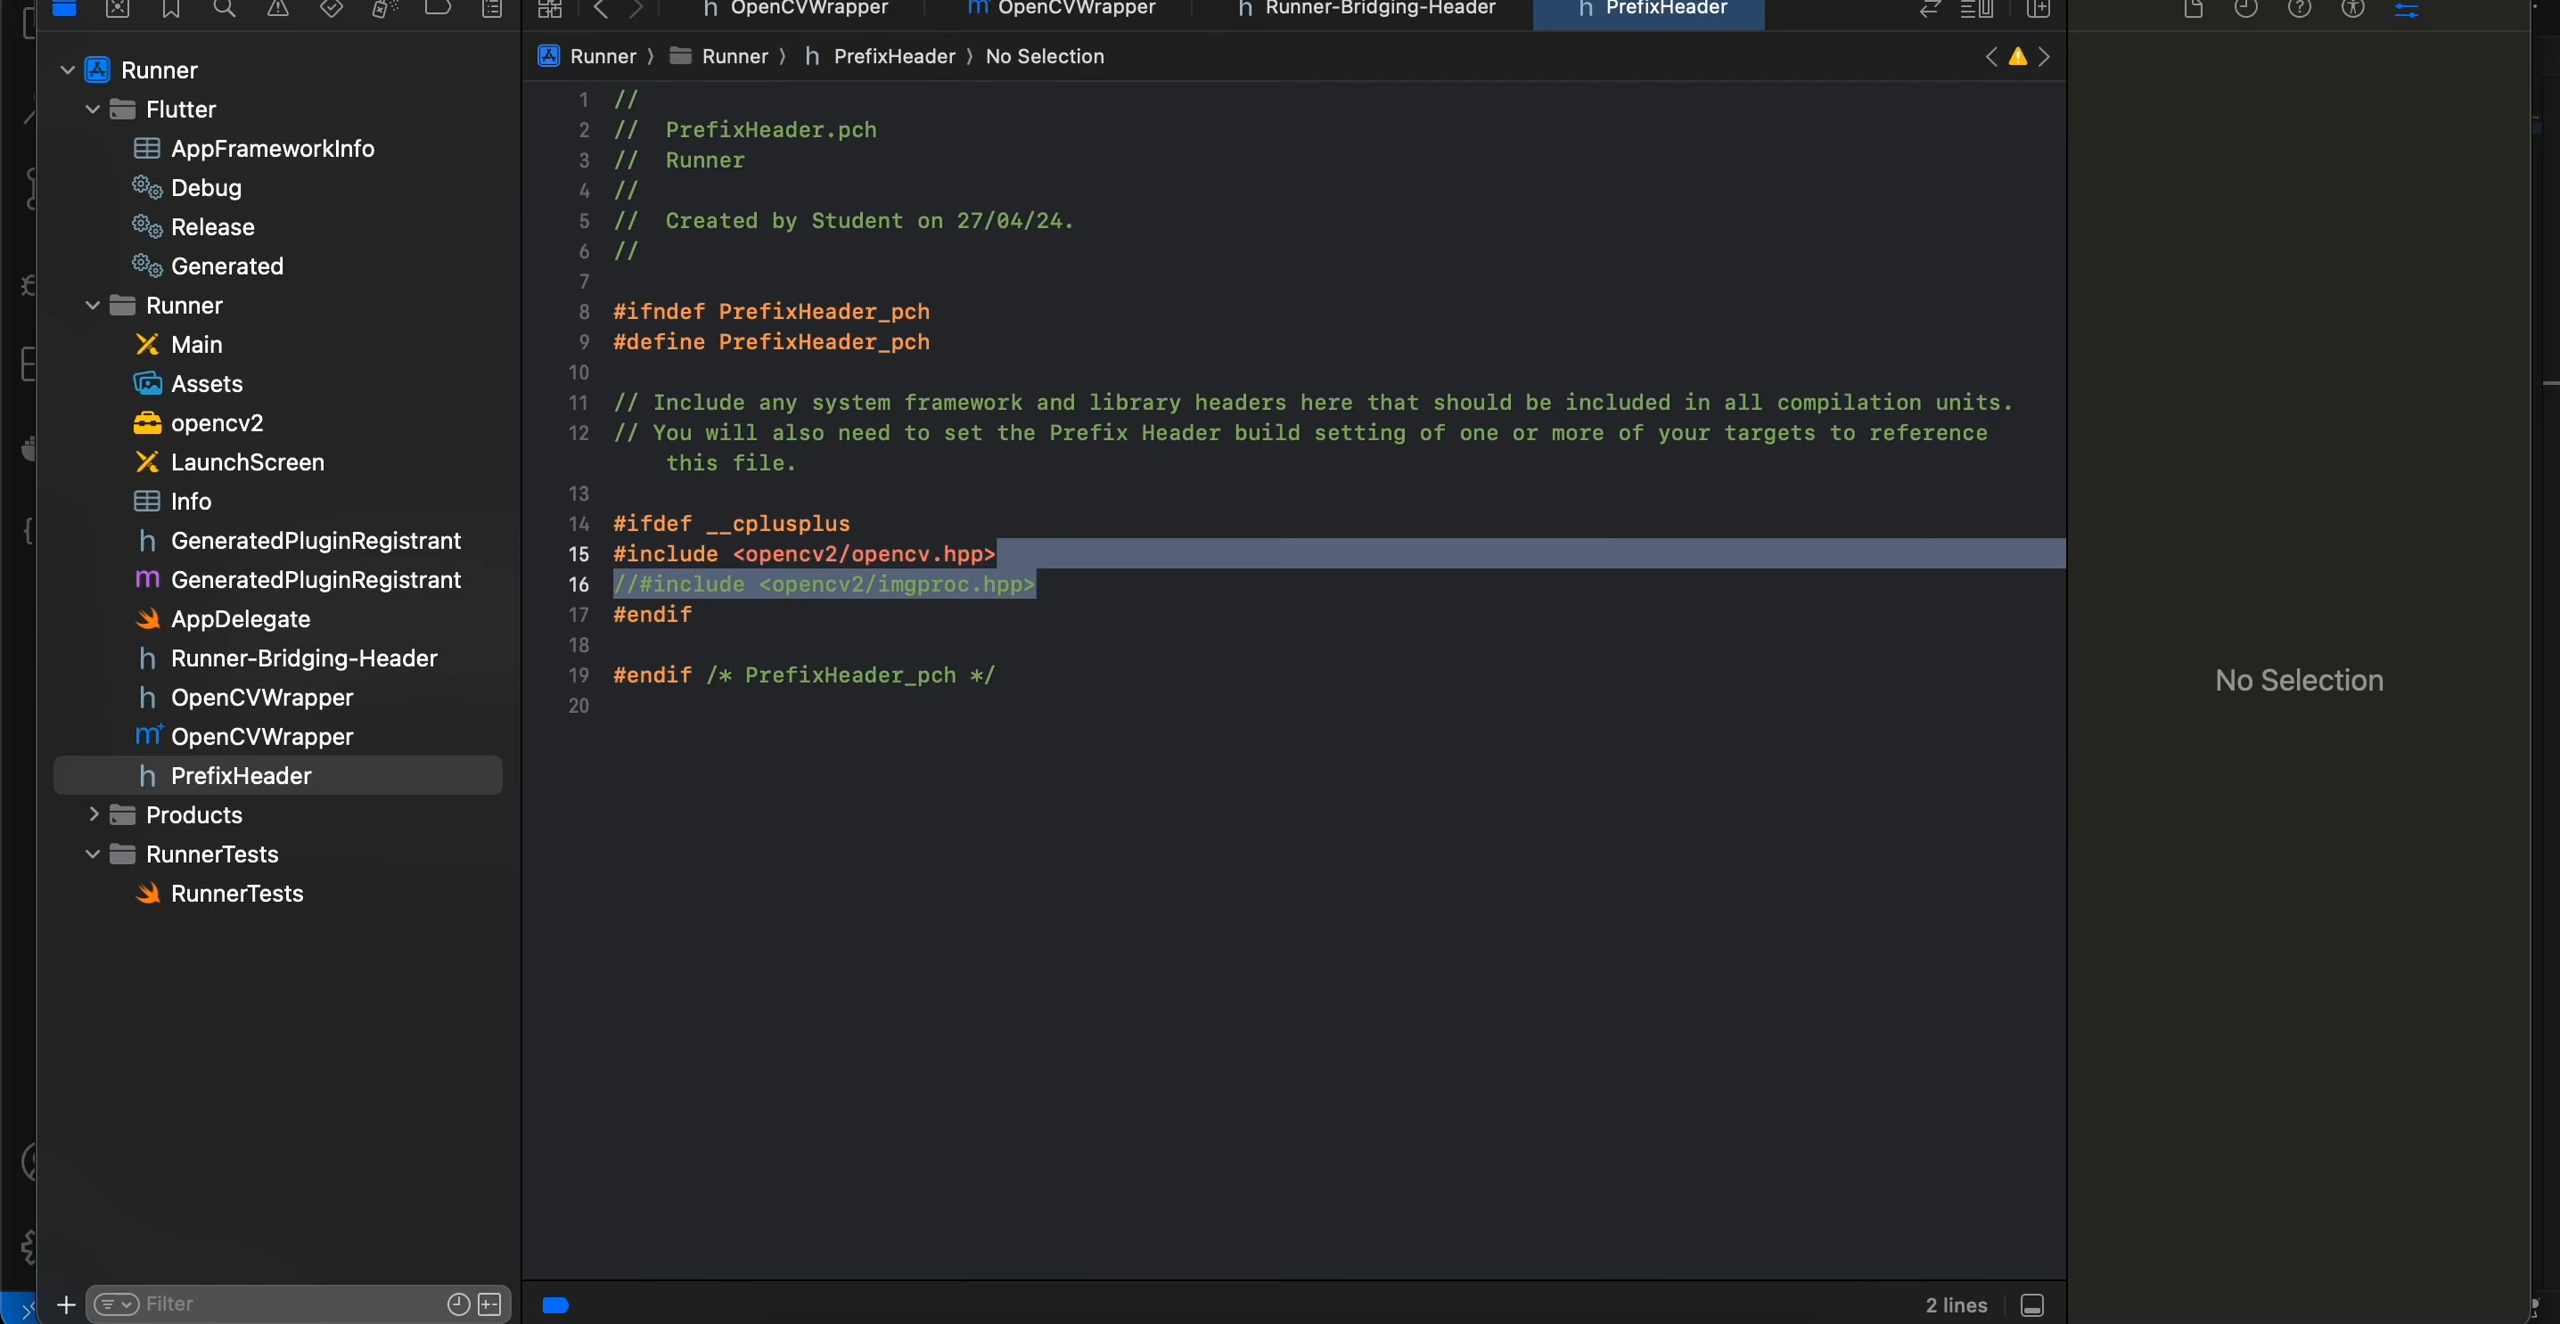 OpenCVWrapper
OpenCVWrapper
Runner-Bridging-Header
PrefixHeader
Runner
Runner
PrefixHeader
No Selection
Runner
Flutter
AppFrameworkInfo
Debug
Release
Generated
Runner
Main
Assets
opencv2
LaunchScreen
Info
GeneratedPluginRegistrant
GeneratedPluginRegistrant
AppDelegate
Runner-Bridging-Header
OpenCVWrapper
OpenCVWrapper
PrefixHeader
Products
RunnerTests
RunnerTests
Filter
1 //
2 //  PrefixHeader.pch
3 //  Runner
4 //
5 //  Created by Student on 27/04/24.
6 //
7
8 #ifndef PrefixHeader_pch
9 #define PrefixHeader_pch
10
11 // Include any system framework and library headers here that should be included in all compilation units.
12 // You will also need to set the Prefix Header build setting of one or more of your targets to reference
this file.
13
14 #ifdef __cplusplus
15 #include <opencv2/opencv.hpp>
16 //#include <opencv2/imgproc.hpp>
17 #endif
18
19 #endif /* PrefixHeader_pch */
20
2 lines
No Selection